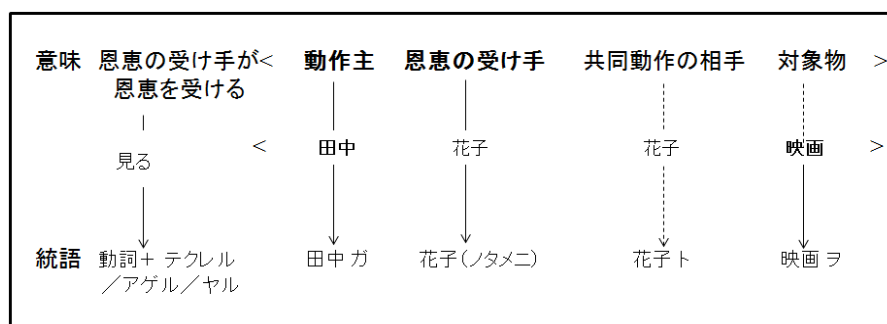 意味 恩恵の受け手が< 動作主 恩恵の受け手 共同動作の相手 対象物 >
恩恵を受ける
見る < 田中 花子 花子 映画 >
統語 動詞+ テクレル 田中 ガ 花子(ノタメニ) 花子 ト 映画 ヲ
/アゲル/ヤル